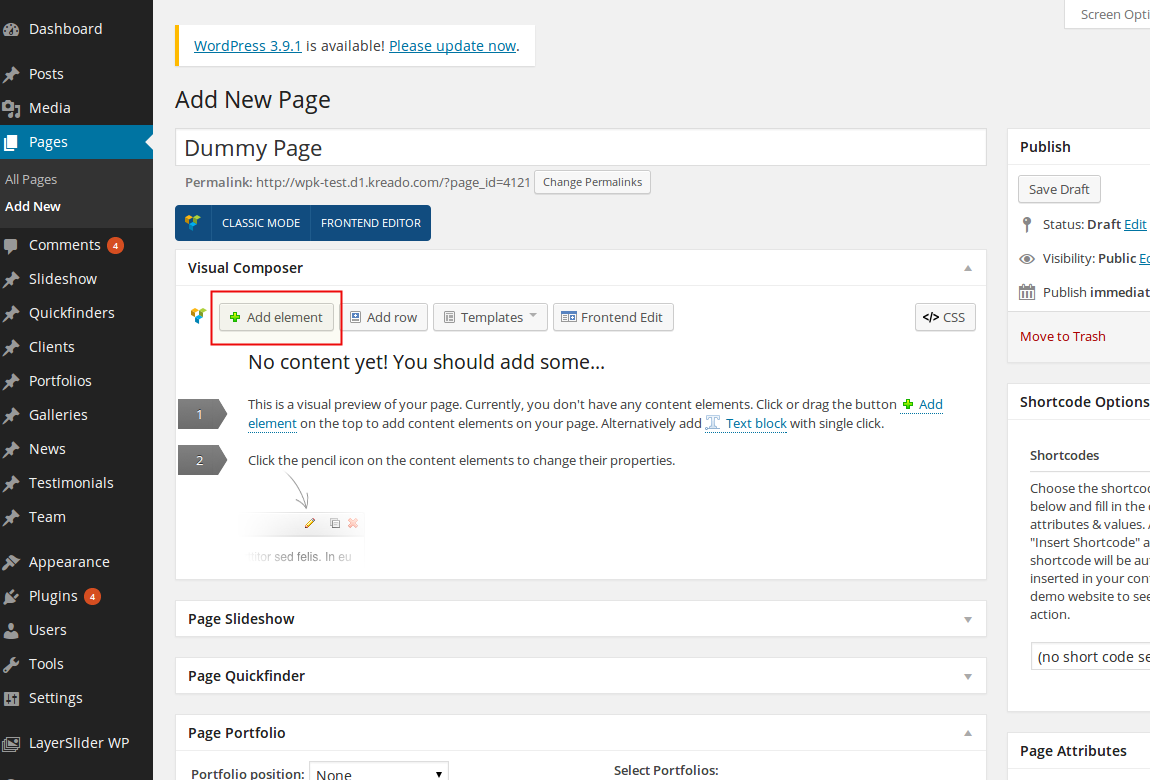 Dashboard
Posts
Media
Pages
All Pages
Add New
Comments 4
Slideshow
Quickfinders
Clients
Portfolios
Galleries
News
Testimonials
Team
Appearance
Plugins 4
Users
Tools
Settings
LayerSlider WP
Screen Opti
WordPress 3.9.1 is available! Please update now.
Add New Page
Dummy Page
Permalink: http://wpk-test.d1.kreado.com/?page_id=4121 Change Permalinks
CLASSIC MODE FRONTEND EDITOR
Visual Composer
Add element Add row Templates Frontend Edit </> CSS
No content yet! You should add some...
1 This is a visual preview of your page. Currently, you don't have any content elements. Click or drag the button Add
element on the top to add content elements on your page. Alternatively add Text block with single click.
2 Click the pencil icon on the content elements to change their properties.
titor sed felis. In eu
Page Slideshow
Page Quickfinder
Page Portfolio
Portfolio position: None Select Portfolios:
Publish
Save Draft
Status: Draft Edit
Visibility: Public Ed
Publish immediat
Move to Trash
Shortcode Options
Shortcodes
Choose the shortcod
below and fill in the
attributes & values. A
"Insert Shortcode" a
shortcode will be au
inserted in your cont
demo website to see
action.
(no short code se
Page Attributes